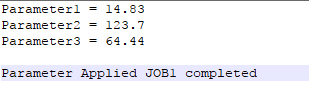 Parameter1 = 14.83
Parameter2 = 123.7
Parameter3 = 64.44
Parameter Applied JOB1 completed